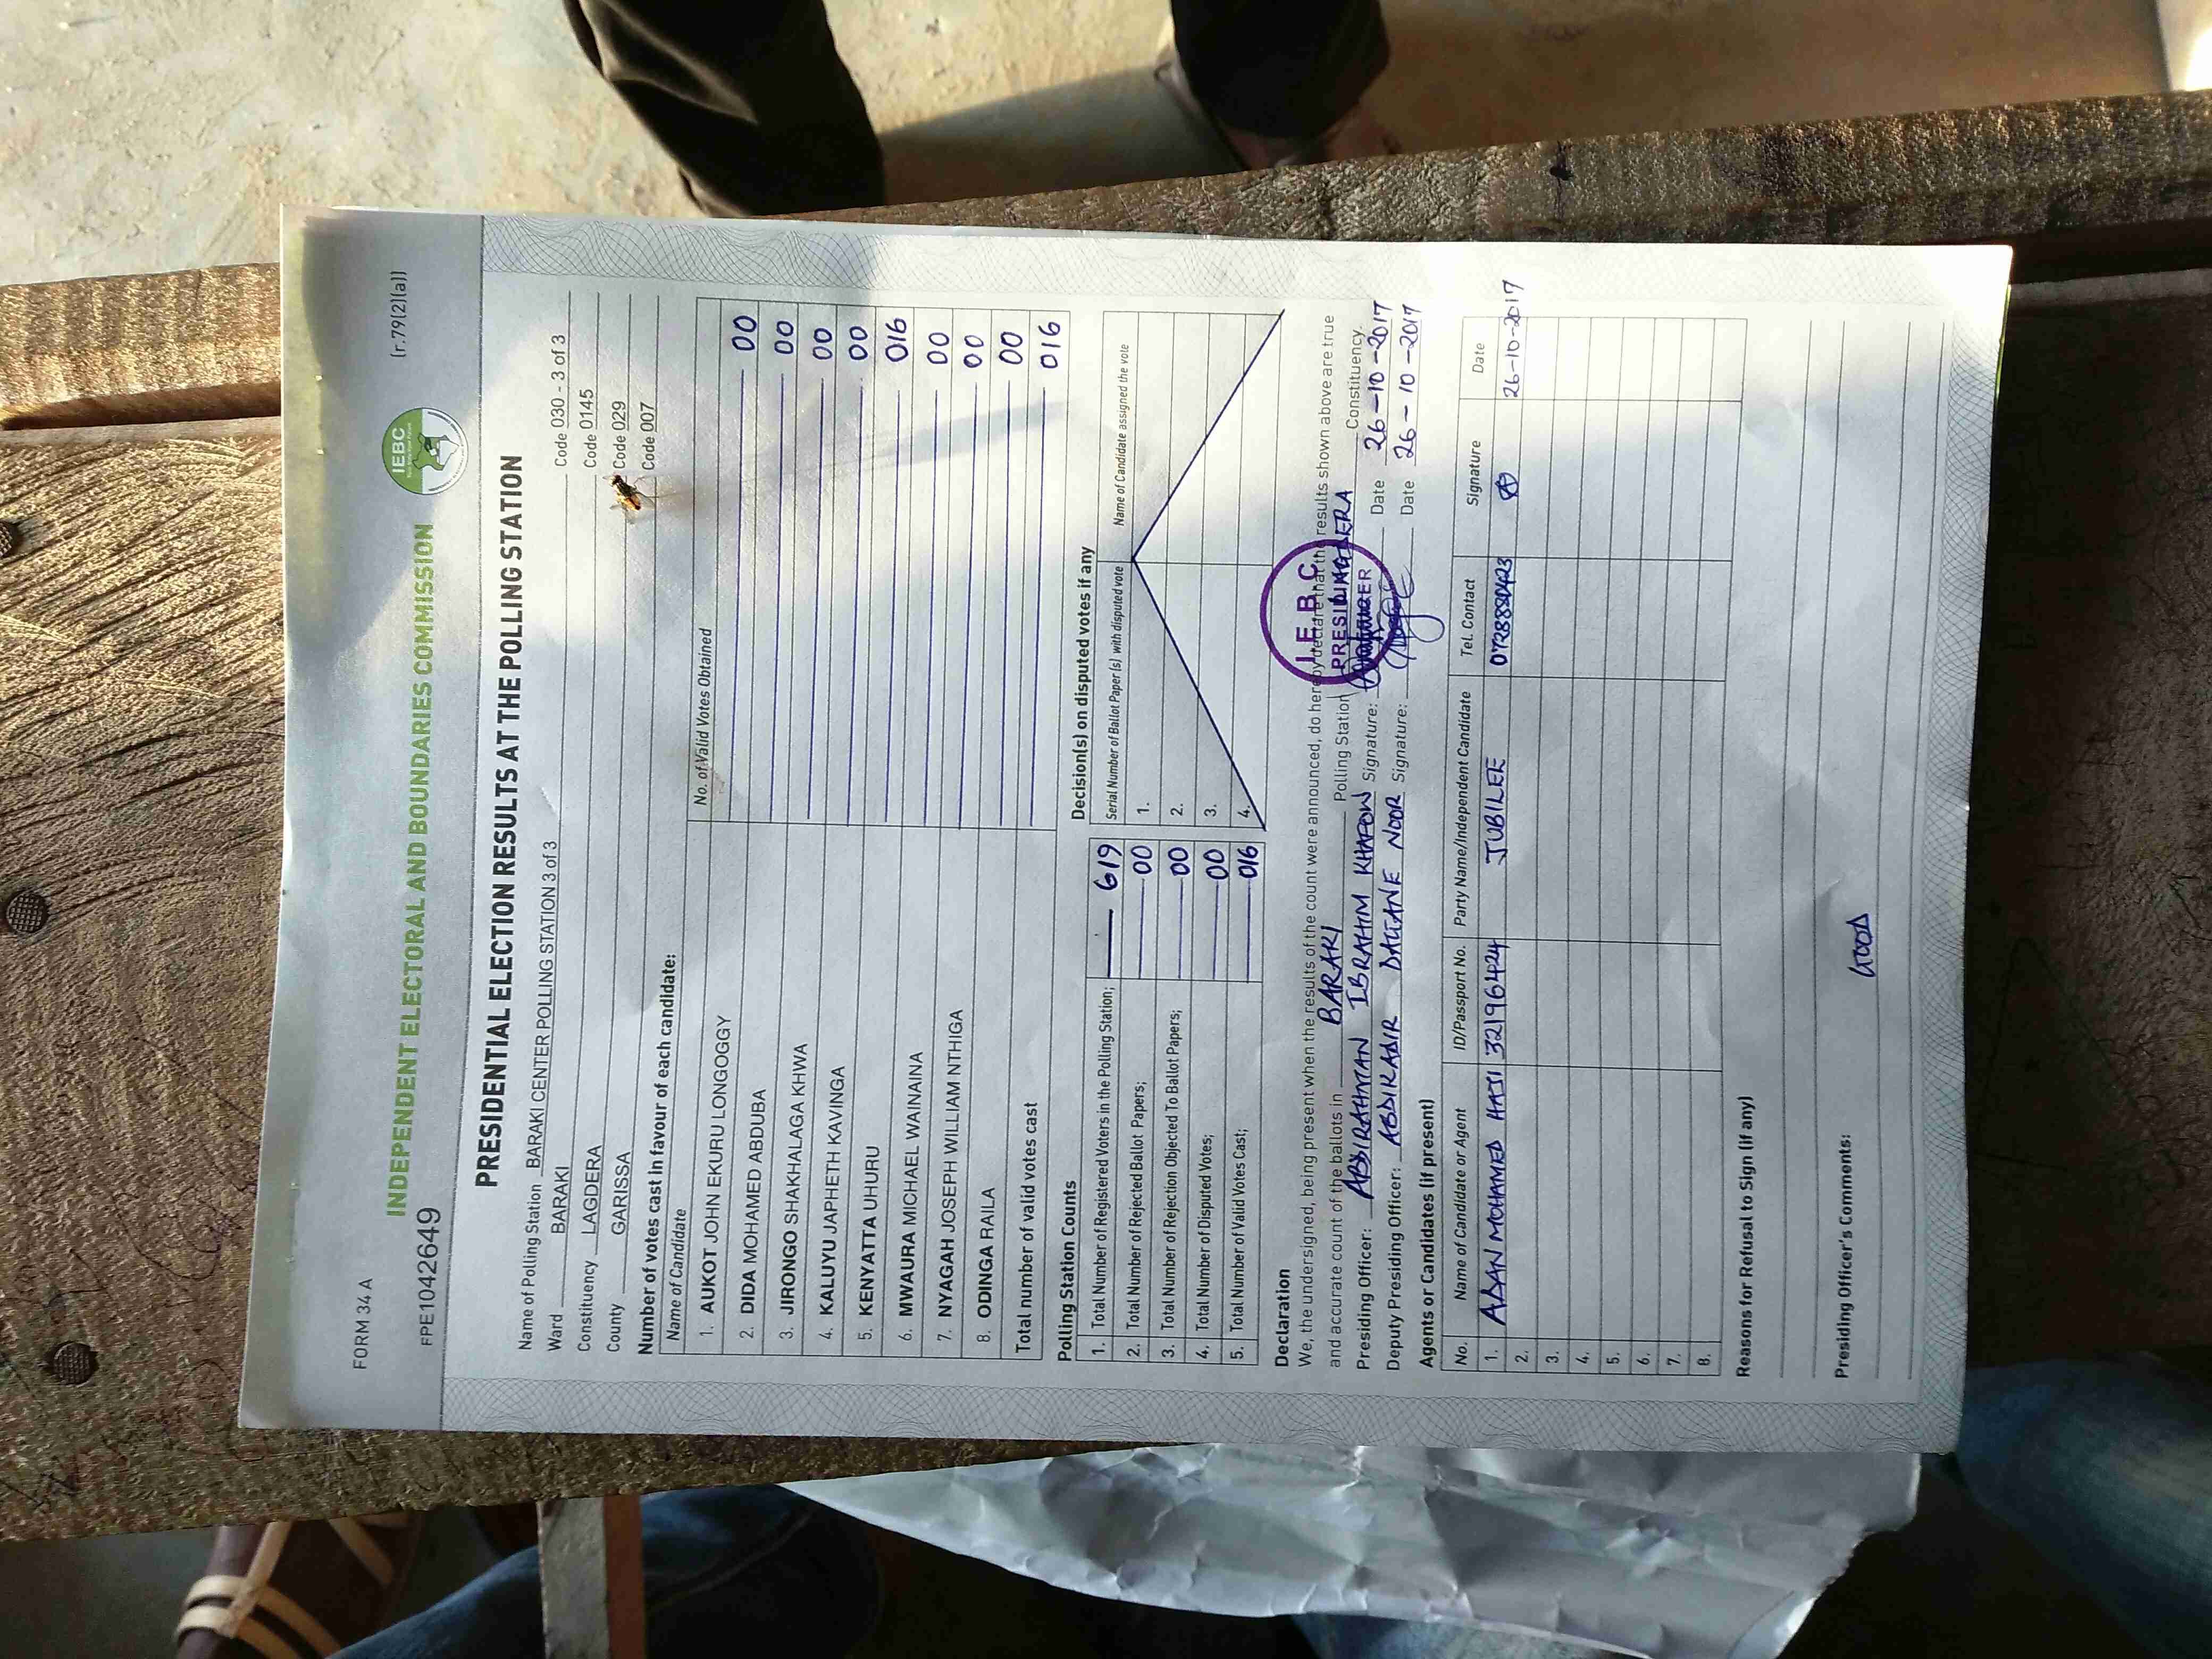 FORM 34 A
(r.79(2)(a))
IEBC
INDEPENDENT ELECTORAL AND BOUNDARIES COMMISSION
FPE1042649
PRESIDENTIAL ELECTION RESULTS AT THE POLLING STATION
Name of Polling Station BARAKI CENTER POLLING STATION 3 of 3 Code 030 - 3 of 3
Ward BARAKI Code 0145
Constituency LAGDERA Code 029
County GARISSA Code 007
Number of votes cast in favour of each candidate:
Name of Candidate No. of Valid Votes Obtained
1. AUKOT JOHN EKURU LONGOGGY 00
2. DIDA MOHAMED ABDUBA 00
3. JIRONGO SHAKHALAGA KHWA 00
4. KALUYU JAPHETH KAVINGA 00
5. KENYATTA UHURU 016
6. MWAURA MICHAEL WAINAINA 00
7. NYAGAH JOSEPH WILLIAM NTHIGA 00
8. ODINGA RAILA 00
Total number of valid votes cast 016
Polling Station Counts
1. Total Number of Registered Voters in the Polling Station; 619
2. Total Number of Rejected Ballot Papers; 00
3. Total Number of Rejection Objected To Ballot Papers; 00
4. Total Number of Disputed Votes; 00
5. Total Number of Valid Votes Cast; 016
Decision(s) on disputed votes if any
Serial Number of Ballot Paper (s) with disputed vote Name of Candidate assigned the vote
1.
2.
3.
4.
Declaration
We, the undersigned, being present when the results of the count were announced, do hereby declare that the results shown above are true
and accurate count of the ballots in BARAKI Polling Station LAGDERA Constituency.
I.E.B.C
PRESIDING
Presiding Officer: ABDIRAHMAN IBRAHIM KHAFOW Signature: Date 26-10-2017
Deputy Presiding Officer: ABDIKADIR DAGANE NOOR Signature: Date 26-10-2017
Agents or Candidates (if present)
No. Name of Candidate or Agent ID/Passport No. Party Name/Independent Candidate Tel. Contact Signature Date
1. ADAN MOHAMED HAJI 32196424 JUBILEE 26-10-2017
2.
3.
4.
5.
6.
7.
8.
Reasons for Refusal to Sign (if any)
Presiding Officer's Comments:
GOOD